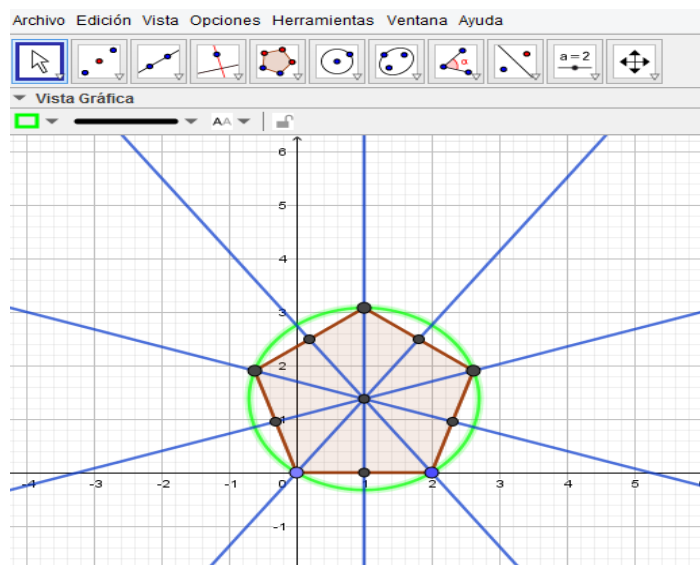 Archivo Edición Vista Opciones Herramientas Ventana Ayuda
α
a = 2
Vista Gráfica
AA
6
5
4
3
2
1
-4 -3 -2 -1 0 1 2 3 4 5
-1